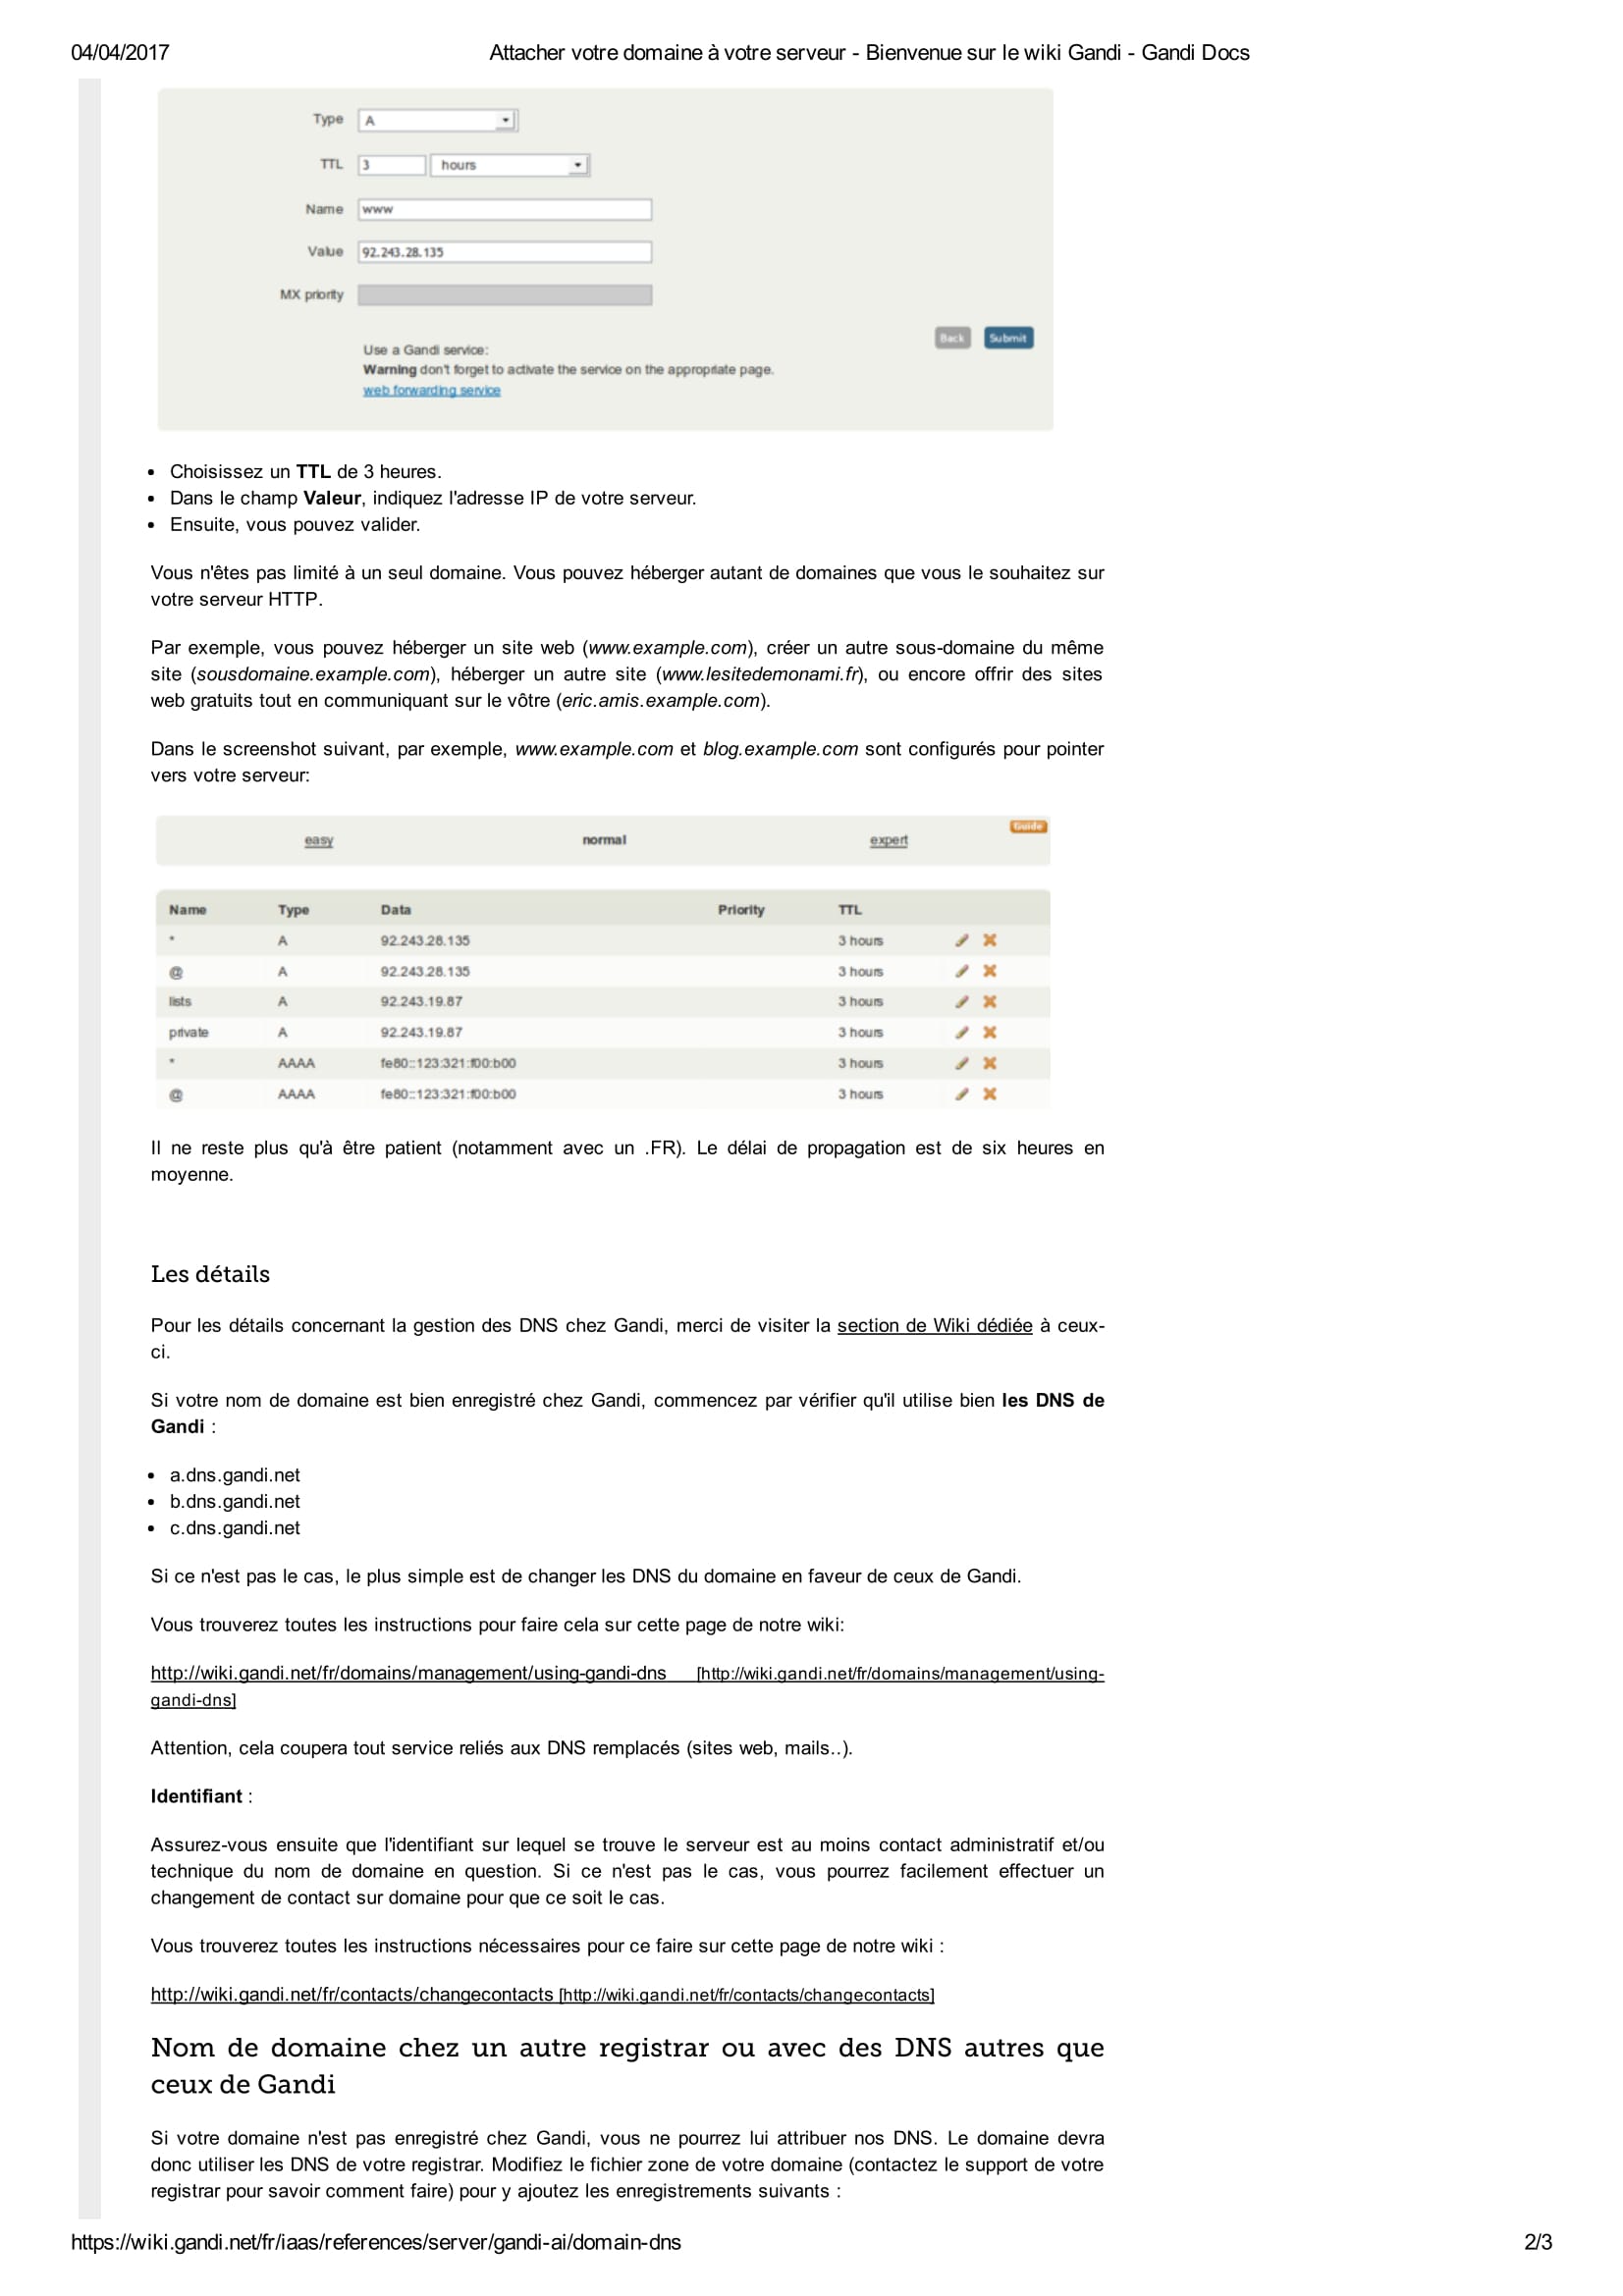 04/04/2017 Attacher votre domaine à votre serveur - Bienvenue sur le wiki Gandi - Gandi Docs
Type A
TTL 3 hours
Name www
Value 92.243.28.135
MX priority
Back Submit
Use a Gandi service:
Warning don't forget to activate the service on the appropriate page.
web forwarding service
• Choisissez un TTL de 3 heures.
• Dans le champ Valeur, indiquez l'adresse IP de votre serveur.
• Ensuite, vous pouvez valider.
Vous n'êtes pas limité à un seul domaine. Vous pouvez héberger autant de domaines que vous le souhaitez sur
votre serveur HTTP.
Par exemple, vous pouvez héberger un site web (www.example.com), créer un autre sous-domaine du même
site (sousdomaine.example.com), héberger un autre site (www.lesitedemonami.fr), ou encore offrir des sites
web gratuits tout en communiquant sur le vôtre (eric.amis.example.com).
Dans le screenshot suivant, par exemple, www.example.com et blog.example.com sont configurés pour pointer
vers votre serveur:
Guide
easy normal expert
Name Type Data Priority TTL
* A 92.243.28.135 3 hours
@ A 92.243.28.135 3 hours
lists A 92.243.19.87 3 hours
private A 92.243.19.87 3 hours
* AAAA fe80::123:321:f00:b00 3 hours
@ AAAA fe80::123:321:f00:b00 3 hours
Il ne reste plus qu'à être patient (notamment avec un .FR). Le délai de propagation est de six heures en
moyenne.
Les détails
Pour les détails concernant la gestion des DNS chez Gandi, merci de visiter la section de Wiki dédiée à ceux-
ci.
Si votre nom de domaine est bien enregistré chez Gandi, commencez par vérifier qu'il utilise bien les DNS de
Gandi :
• a.dns.gandi.net
• b.dns.gandi.net
• c.dns.gandi.net
Si ce n'est pas le cas, le plus simple est de changer les DNS du domaine en faveur de ceux de Gandi.
Vous trouverez toutes les instructions pour faire cela sur cette page de notre wiki:
http://wiki.gandi.net/fr/domains/management/using-gandi-dns [http://wiki.gandi.net/fr/domains/management/using-
gandi-dns]
Attention, cela coupera tout service reliés aux DNS remplacés (sites web, mails..).
Identifiant :
Assurez-vous ensuite que l'identifiant sur lequel se trouve le serveur est au moins contact administratif et/ou
technique du nom de domaine en question. Si ce n'est pas le cas, vous pourrez facilement effectuer un
changement de contact sur domaine pour que ce soit le cas.
Vous trouverez toutes les instructions nécessaires pour ce faire sur cette page de notre wiki :
http://wiki.gandi.net/fr/contacts/changecontacts [http://wiki.gandi.net/fr/contacts/changecontacts]
Nom de domaine chez un autre registrar ou avec des DNS autres que
ceux de Gandi
Si votre domaine n'est pas enregistré chez Gandi, vous ne pourrez lui attribuer nos DNS. Le domaine devra
donc utiliser les DNS de votre registrar. Modifiez le fichier zone de votre domaine (contactez le support de votre
registrar pour savoir comment faire) pour y ajoutez les enregistrements suivants :
https://wiki.gandi.net/fr/iaas/references/server/gandi-ai/domain-dns 2/3